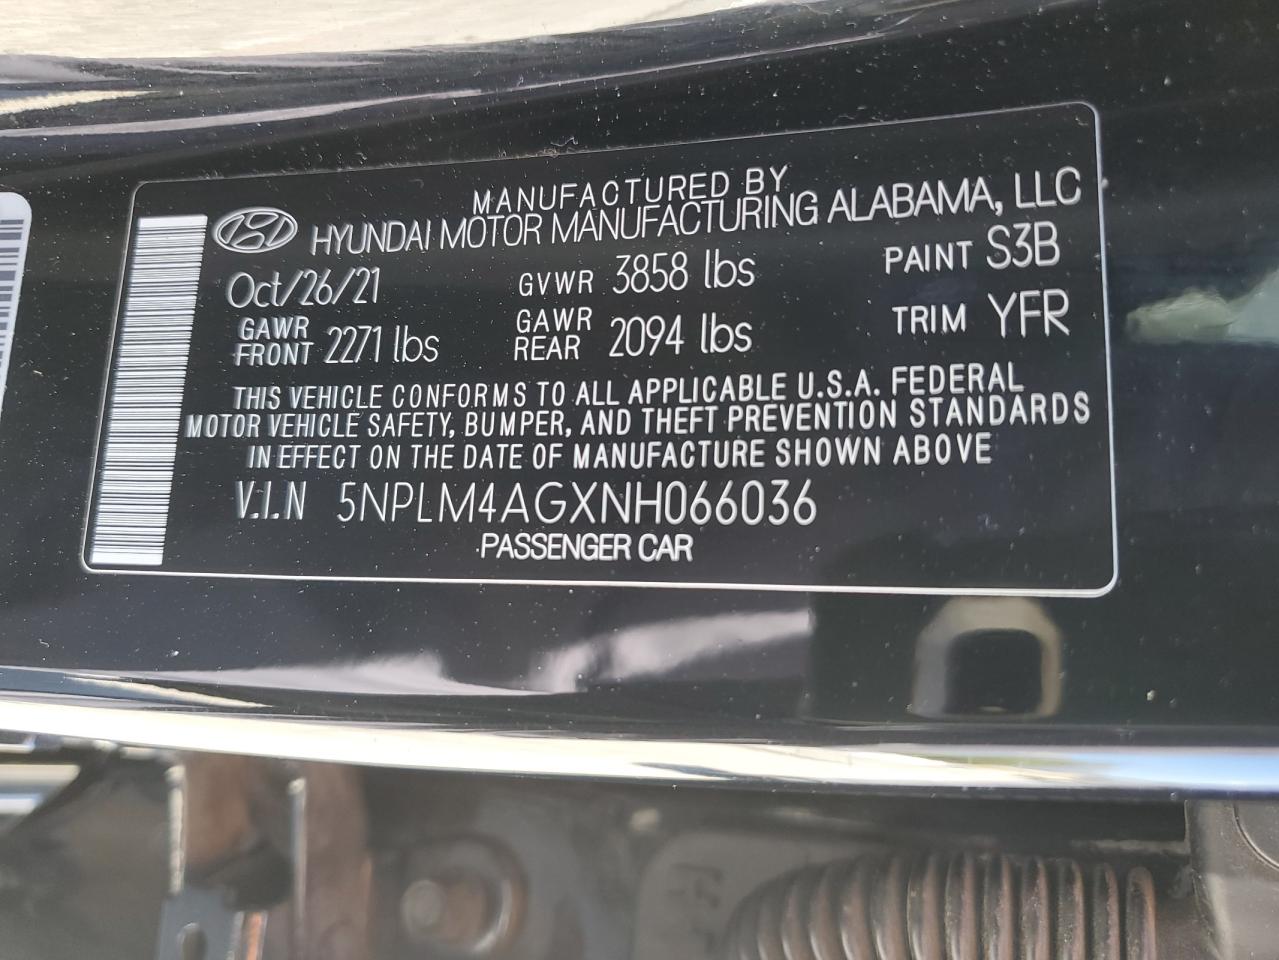 MANUFACTURED BY
HYUNDAI MOTOR MANUFACTURING ALABAMA, LLC
Oct/26/21 GVWR 3858 lbs PAINT S3B
GAWR FRONT 2271 lbs GAWR REAR 2094 lbs TRIM YFR
THIS VEHICLE CONFORMS TO ALL APPLICABLE U.S.A. FEDERAL
MOTOR VEHICLE SAFETY, BUMPER, AND THEFT PREVENTION STANDARDS
IN EFFECT ON THE DATE OF MANUFACTURE SHOWN ABOVE
V.I.N 5NPLM4AGXNH066036
PASSENGER CAR